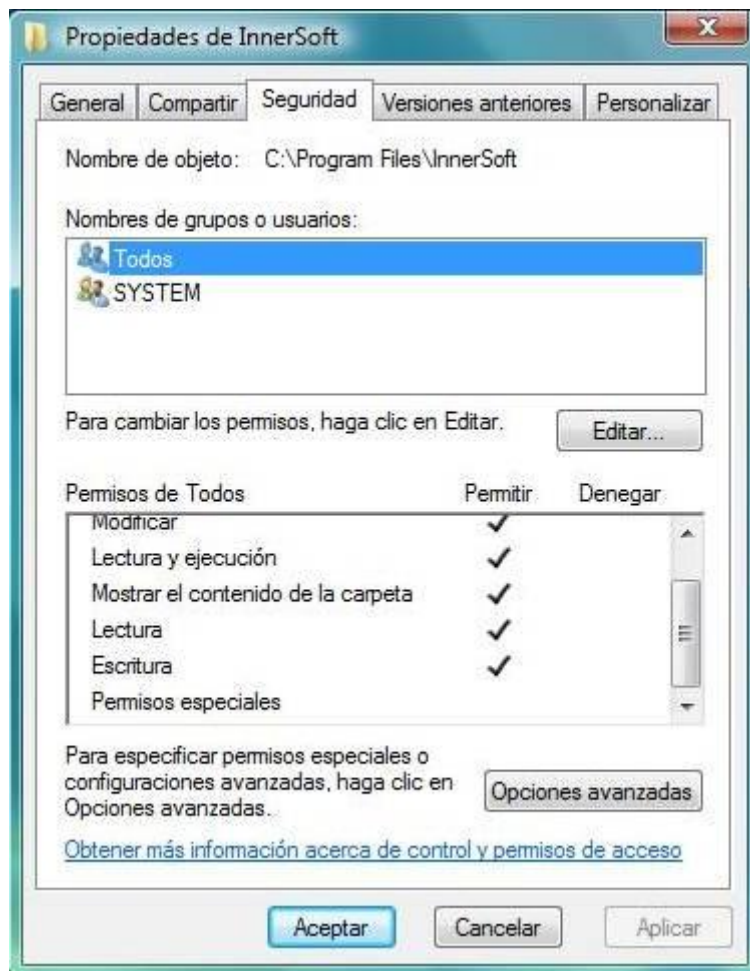 Propiedades de InnerSoft
General Compartir Seguridad Versiones anteriores Personalizar
Nombre de objeto: C:\Program Files\InnerSoft
Nombres de grupos o usuarios:
Todos
SYSTEM
Para cambiar los permisos, haga clic en Editar. Editar...
Permisos de Todos Permitir Denegar
Modificar
Lectura y ejecución
Mostrar el contenido de la carpeta
Lectura
Escritura
Permisos especiales
Para especificar permisos especiales o
configuraciones avanzadas, haga clic en
Opciones avanzadas. Opciones avanzadas
Obtener más información acerca de control y permisos de acceso
Aceptar Cancelar Aplicar